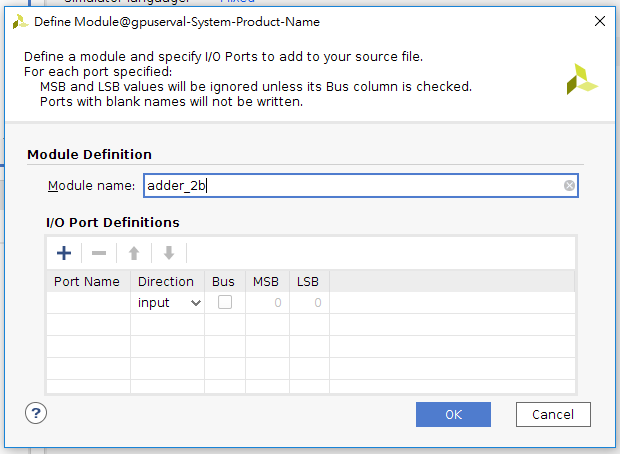 Simulator language: Mixed
Define Module@gpuserval-System-Product-Name
Define a module and specify I/O Ports to add to your source file.
For each port specified:
MSB and LSB values will be ignored unless its Bus column is checked.
Ports with blank names will not be written.
Module Definition
Module name: adder_2b
I/O Port Definitions
Port Name Direction Bus MSB LSB
input 0 0
? OK Cancel